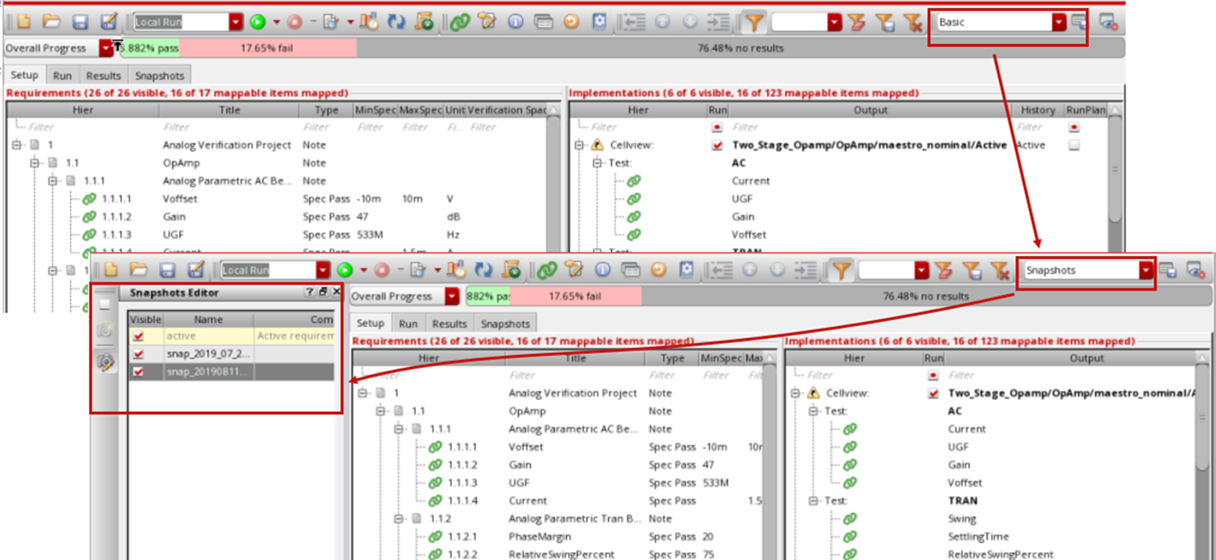 Local Run Basic
Overall Progress 5.882% pass 17.65% fail 76.48% no results
Setup Run Results Snapshots
Requirements (26 of 26 visible, 16 of 17 mappable items mapped) Implementations (6 of 6 visible, 16 of 123 mappable items mapped)
Hier Title Type MinSpec MaxSpec Unit Verification Spac Hier Run Output History RunPlan
Filter Filter Filter Filter Filter Fi... Filter Filter Filter Filter
1 Analog Verification Project Note Cellview: Two_Stage_Opamp/OpAmp/maestro_nominal/Active Active
1.1 OpAmp Note Test: AC
1.1.1 Analog Parametric AC Be... Note Current
1.1.1.1 Voffset Spec Pass -10m 10m V UGF
1.1.1.2 Gain Spec Pass 47 dB Gain
1.1.1.3 UGF Spec Pass 533M Hz Voffset
1.1.1.4 Current Spec Pass 1.5m A Test: TRAN
Local Run Snapshots
Snapshots Editor
Visible Name Com
active Active requirem
snap_2019_07_2...
snap_20190811...
Overall Progress 882% pa 17.65% fail 76.48% no results
Setup Run Results Snapshots
Requirements (26 of 26 visible, 16 of 17 mappable items mapped) Implementations (6 of 6 visible, 16 of 123 mappable items mapped)
Hier Title Type MinSpec Max Hier Run Output
Filter Filter Filter Filter Filter Filter
1 Analog Verification Project Note Cellview: Two_Stage_Opamp/OpAmp/maestro_nominal/A
1.1 OpAmp Note Test: AC
1.1.1 Analog Parametric AC Be... Note Current
1.1.1.1 Voffset Spec Pass -10m 10m UGF
1.1.1.2 Gain Spec Pass 47 Gain
1.1.1.3 UGF Spec Pass 533M Voffset
1.1.1.4 Current Spec Pass 1.5 Test: TRAN
1.1.2 Analog Parametric Tran B... Note Swing
1.1.2.1 PhaseMargin Spec Pass 20 SettlingTime
1.1.2.2 RelativeSwingPercent Spec Pass 75 RelativeSwingPercent